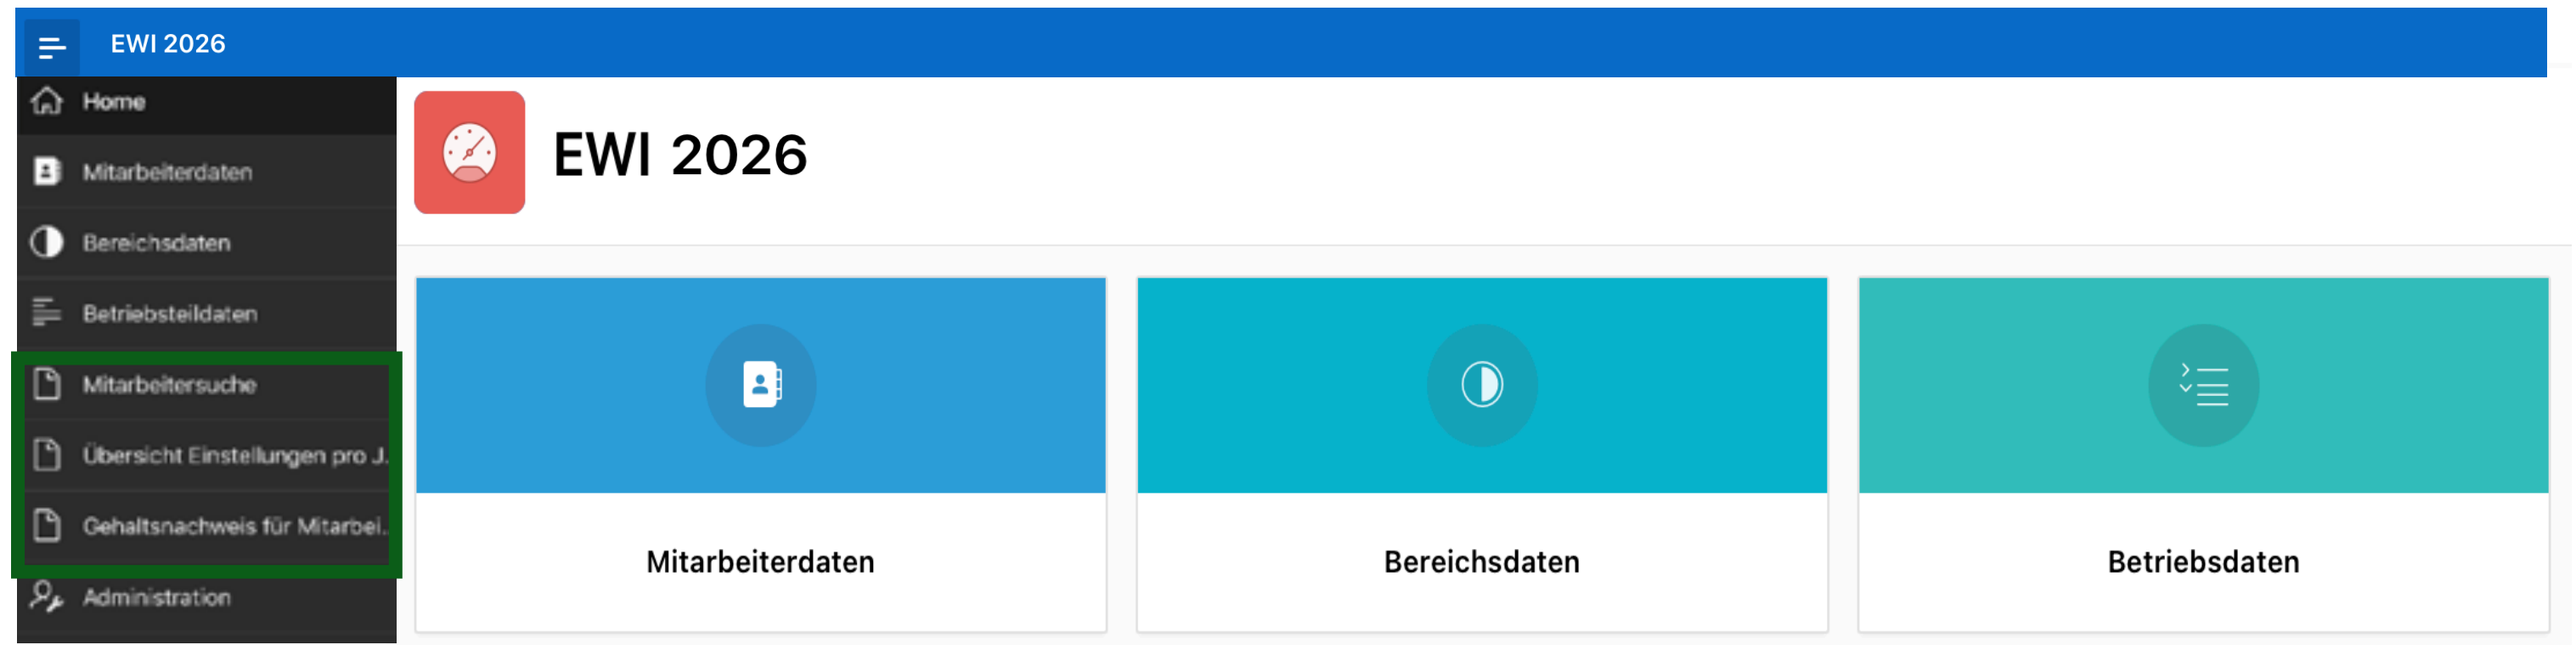 EWI 2026
Home
Mitarbeiterdaten
Bereichsdaten
Betriebsteildaten
Mitarbeitersuche
Übersicht Einstellungen pro J.
Gehaltsnachweis für Mitarbei..
Administration
EWI 2026
Mitarbeiterdaten
Bereichsdaten
Betriebsdaten